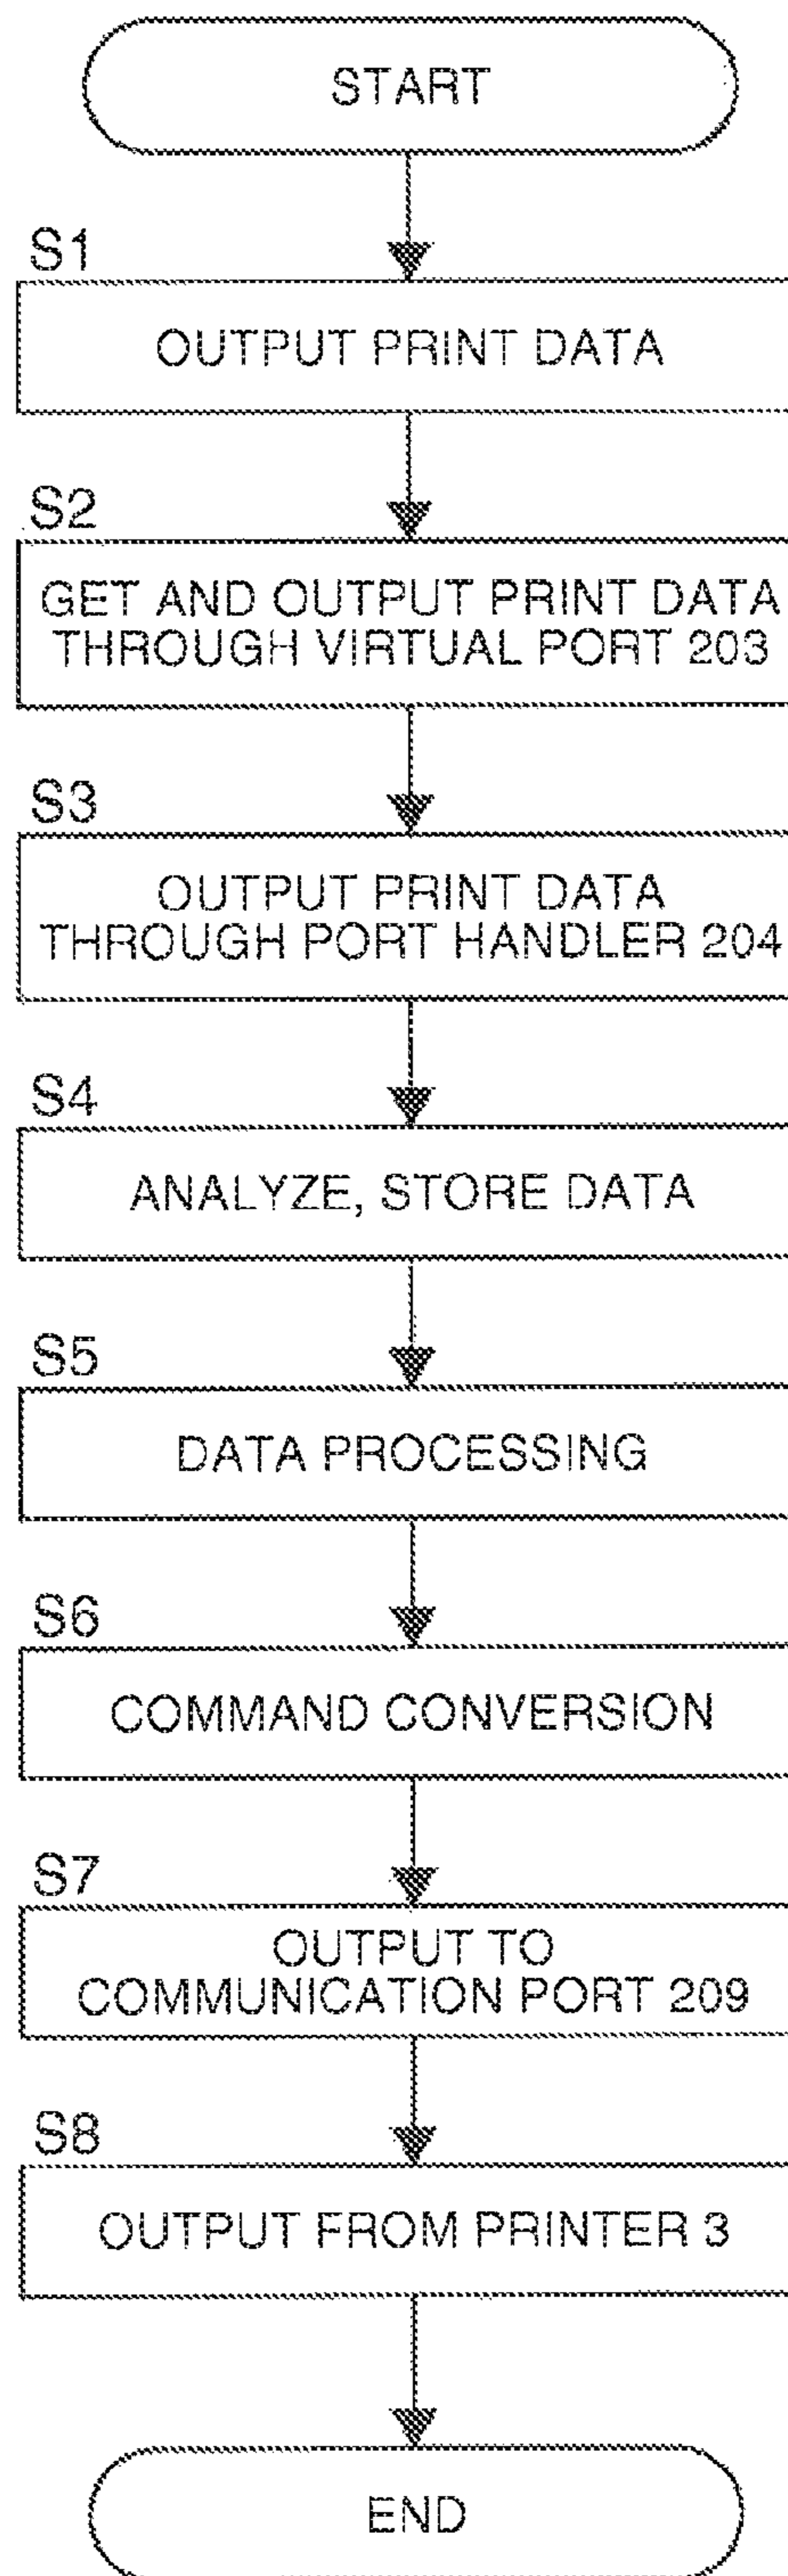 START
S1
OUTPUT PRINT DATA
S2
GET AND OUTPUT PRINT DATA
THROUGH VIRTUAL PORT 203
S3
OUTPUT PRINT DATA
THROUGH PORT HANDLER 204
S4
ANALYZE, STORE DATA
S5
DATA PROCESSING
S6
COMMAND CONVERSION
S7
OUTPUT TO
COMMUNICATION PORT 209
S8
OUTPUT FROM PRINTER 3
END